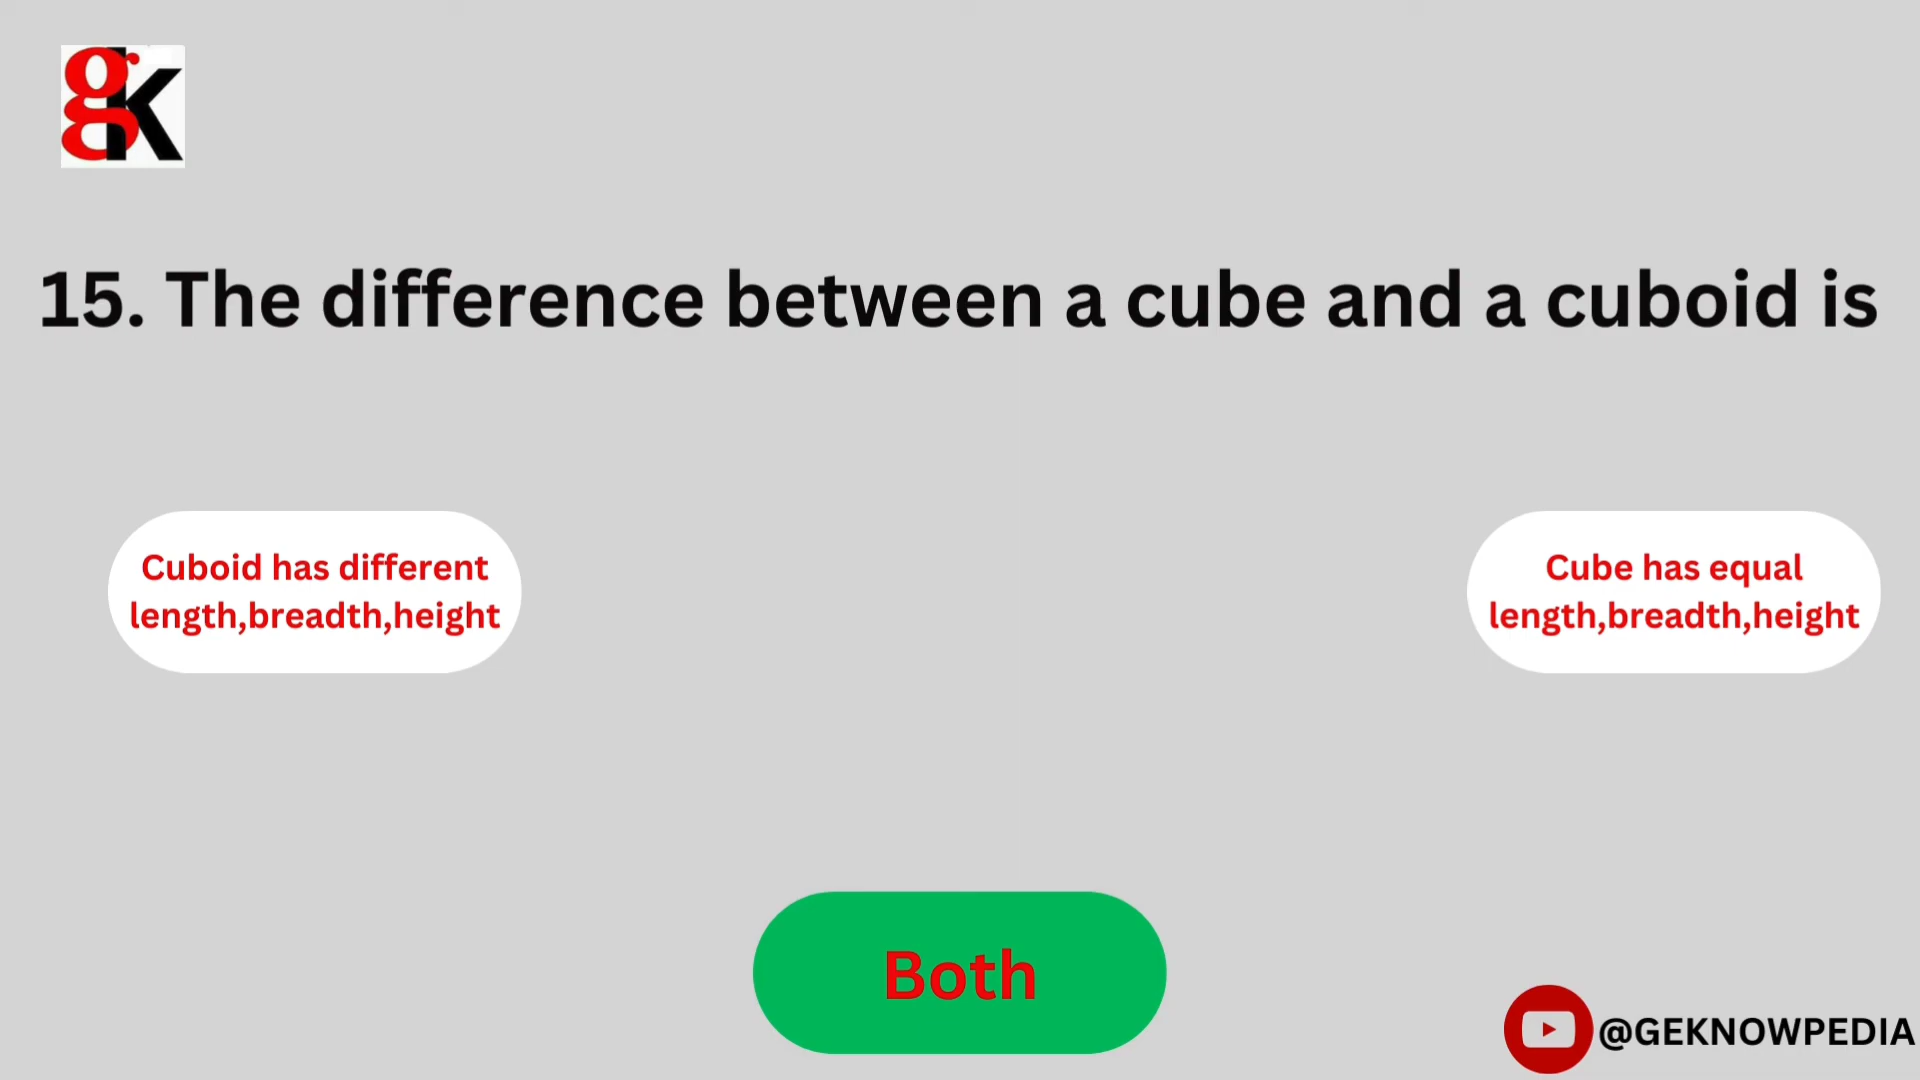 gk
15. The difference between a cube and a cuboid is
Cuboid has different
length,breadth,height
Cube has equal
length,breadth,height
Both
@GEKNOWPEDIA